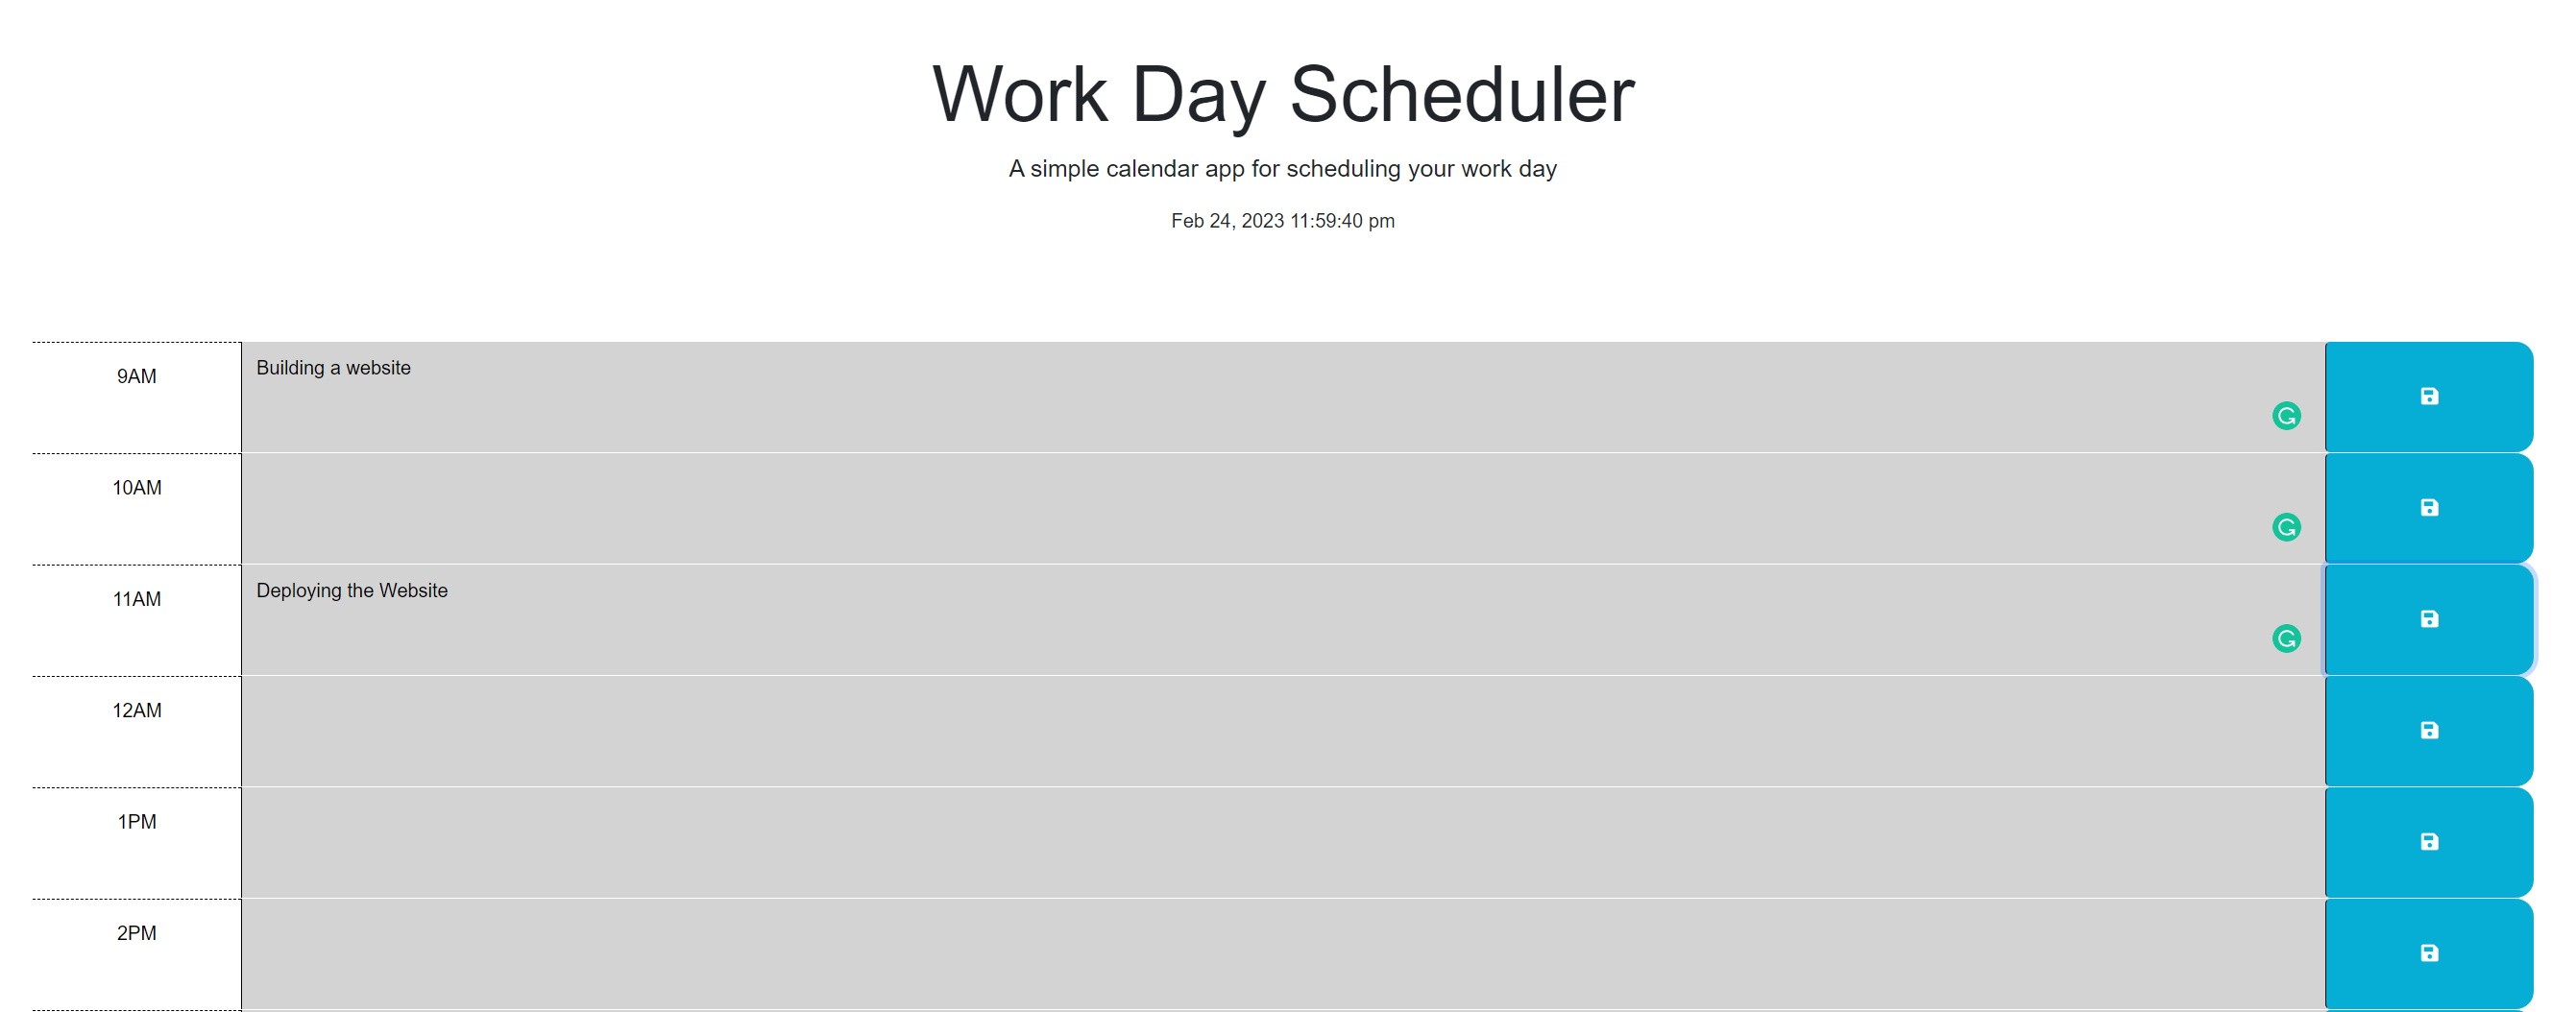 Work Day Scheduler
A simple calendar app for scheduling your work day
Feb 24, 2023 11:59:40 pm
9AM
Building a website
10AM
11AM
Deploying the Website
12AM
1PM
2PM